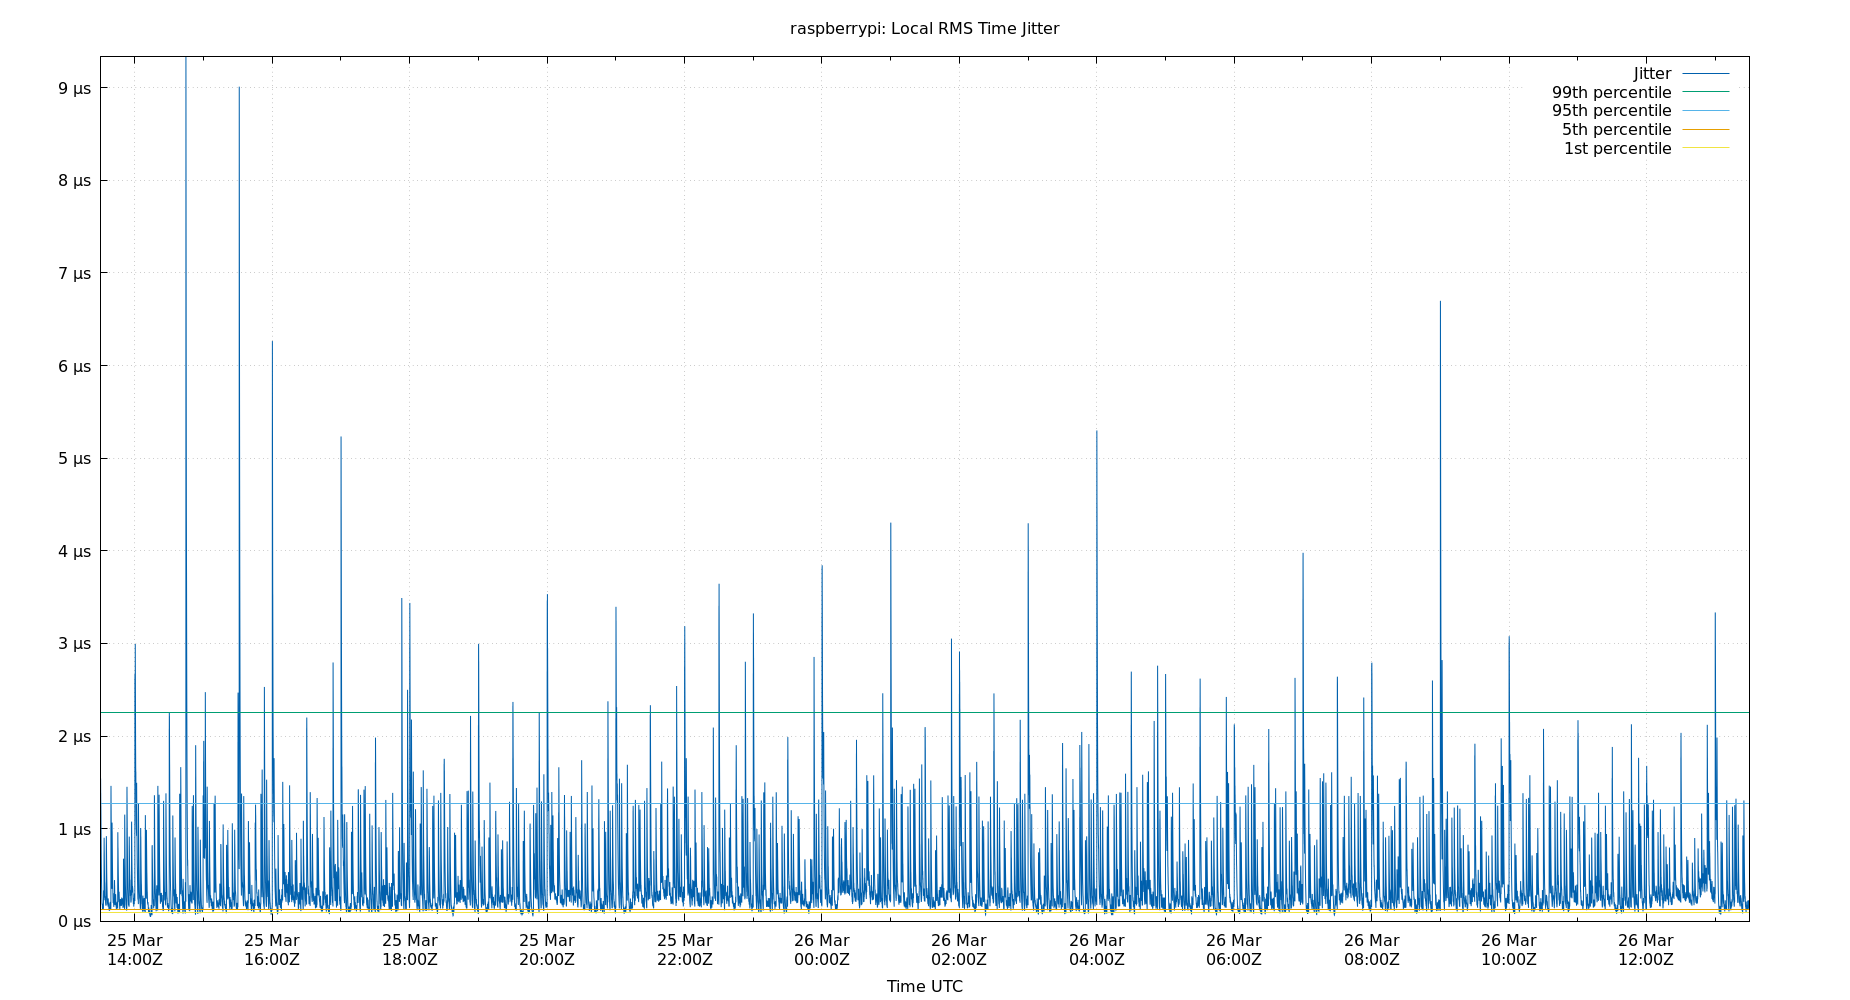 raspberrypi: Local RMS Time Jitter
Jitter
99th percentile
95th percentile
5th percentile
1st percentile
9 µs
8 µs
7 µs
6 µs
5 µs
4 µs
3 µs
2 µs
1 µs
0 µs
25 Mar 25 Mar 25 Mar 25 Mar 25 Mar 26 Mar 26 Mar 26 Mar 26 Mar 26 Mar 26 Mar 26 Mar
14:00Z 16:00Z 18:00Z 20:00Z 22:00Z 00:00Z 02:00Z 04:00Z 06:00Z 08:00Z 10:00Z 12:00Z
Time UTC